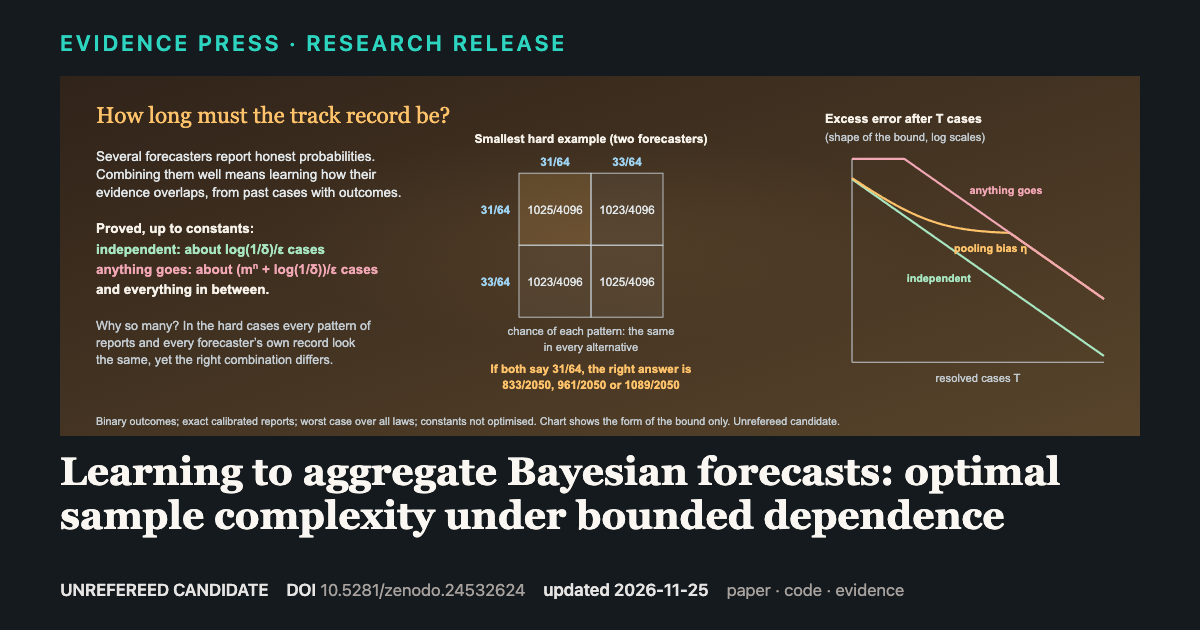 EVIDENCE PRESS · RESEARCH RELEASE
How long must the track record be?
Several forecasters report honest probabilities.
Combining them well means learning how their
evidence overlaps, from past cases with outcomes.
Proved, up to constants:
independent: about log(1/δ)/ε cases
anything goes: about (mⁿ + log(1/δ))/ε cases
and everything in between.
Why so many? In the hard cases every pattern of
reports and every forecaster's own record look
the same, yet the right combination differs.
Smallest hard example (two forecasters)
31/64 33/64
31/64 1025/4096 1023/4096
33/64 1023/4096 1025/4096
chance of each pattern: the same
in every alternative
If both say 31/64, the right answer is
833/2050, 961/2050 or 1089/2050
Excess error after T cases
(shape of the bound, log scales)
anything goes
pooling bias η
independent
resolved cases T
Binary outcomes; exact calibrated reports; worst case over all laws; constants not optimised. Chart shows the form of the bound only. Unrefereed candidate.
Learning to aggregate Bayesian forecasts: optimal
sample complexity under bounded dependence
UNREFEREED CANDIDATE DOI 10.5281/zenodo.24532624 updated 2026-11-25 paper · code · evidence